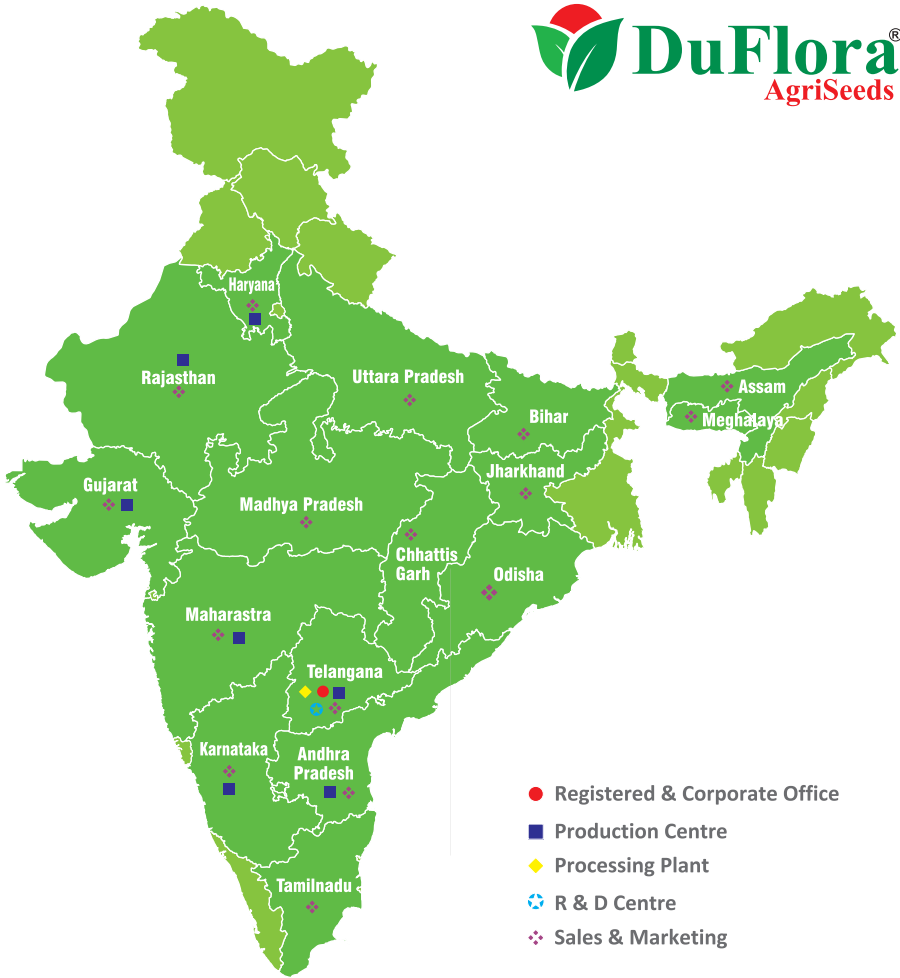 DuFlora®
AgriSeeds
Haryana
Rajasthan
Uttara Pradesh
Bihar
Assam
Meghalaya
Gujarat
Madhya Pradesh
Jharkhand
Chhattis
Garh
Odisha
Maharastra
Telangana
Karnataka
Andhra
Pradesh
Tamilnadu
Registered & Corporate Office
Production Centre
Processing Plant
R & D Centre
Sales & Marketing